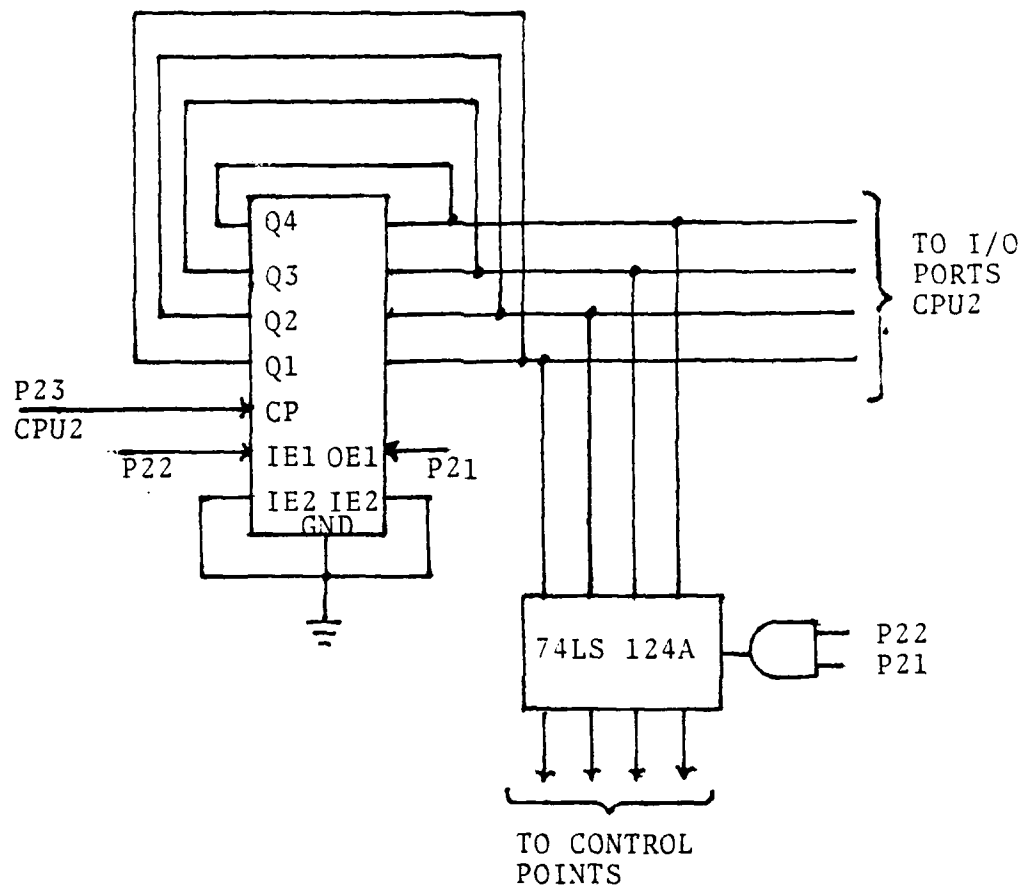 Q4
Q3
Q2
Q1
TO I/O
PORTS
CPU2
P23
CPU2
CP
P22
IE1 OE1
P21
IE2 IE2
GND
74LS 124A
P22
P21
TO CONTROL
POINTS